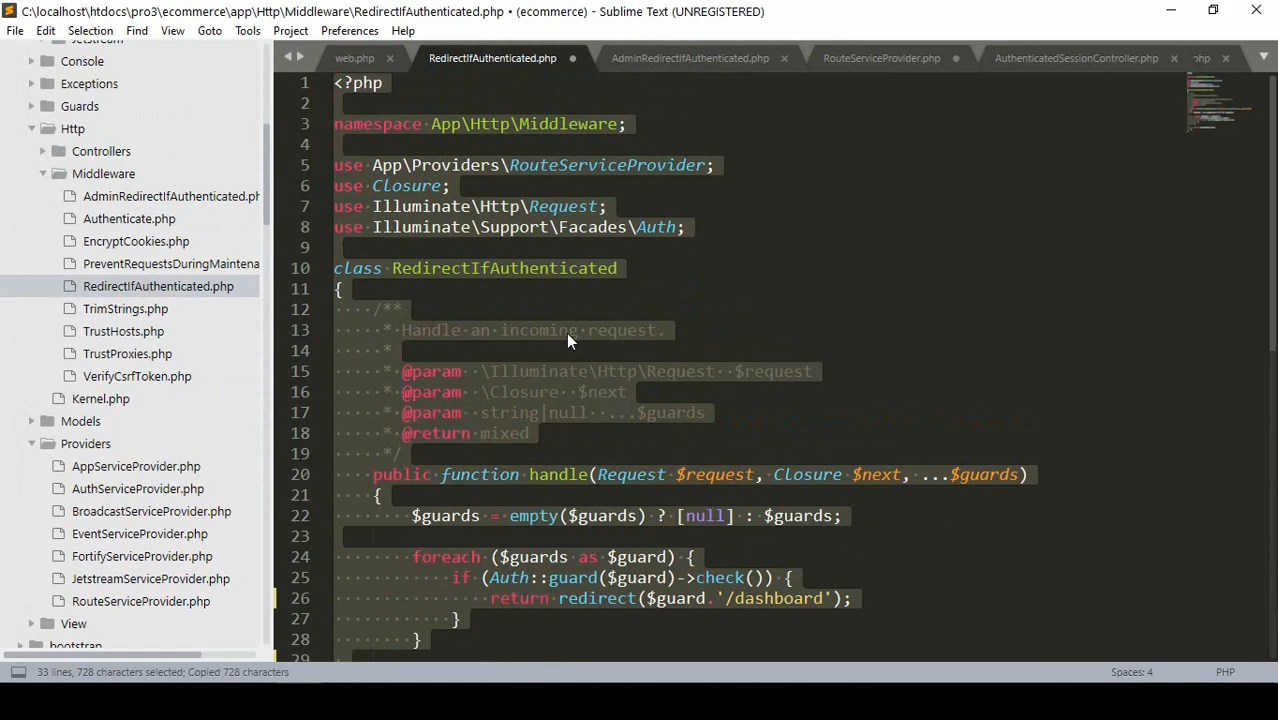 C:\localhost\htdocs\pro3\ecommerce\app\Http\Middleware\RedirectIfAuthenticated.php • (ecommerce) - Sublime Text (UNREGISTERED)
File Edit Selection Find View Goto Tools Project Preferences Help
web.php RedirectIfAuthenticated.php AdminRedirectIfAuthenticated.php RouteServiceProvider.php AuthenticatedSessionController.php php
Jetstream
Console
Exceptions
Guards
Http
Controllers
Middleware
AdminRedirectIfAuthenticated.ph
Authenticate.php
EncryptCookies.php
PreventRequestsDuringMaintena
RedirectIfAuthenticated.php
TrimStrings.php
TrustHosts.php
TrustProxies.php
VerifyCsrfToken.php
Kernel.php
Models
Providers
AppServiceProvider.php
AuthServiceProvider.php
BroadcastServiceProvider.php
EventServiceProvider.php
FortifyServiceProvider.php
JetstreamServiceProvider.php
RouteServiceProvider.php
View
bootstrap
1 <?php
2
3 namespace App\Http\Middleware;
4
5 use App\Providers\RouteServiceProvider;
6 use Closure;
7 use Illuminate\Http\Request;
8 use Illuminate\Support\Facades\Auth;
9
10 class RedirectIfAuthenticated
11 {
12 /**
13 * Handle an incoming request.
14 *
15 * @param \Illuminate\Http\Request $request
16 * @param \Closure $next
17 * @param string|null ...$guards
18 * @return mixed
19 */
20 public function handle(Request $request, Closure $next, ...$guards)
21 {
22 $guards = empty($guards) ? [null] : $guards;
23
24 foreach ($guards as $guard) {
25 if (Auth::guard($guard)->check()) {
26 return redirect($guard.'/dashboard');
27 }
28 }
29
33 lines, 728 characters selected; Copied 728 characters Spaces: 4 PHP